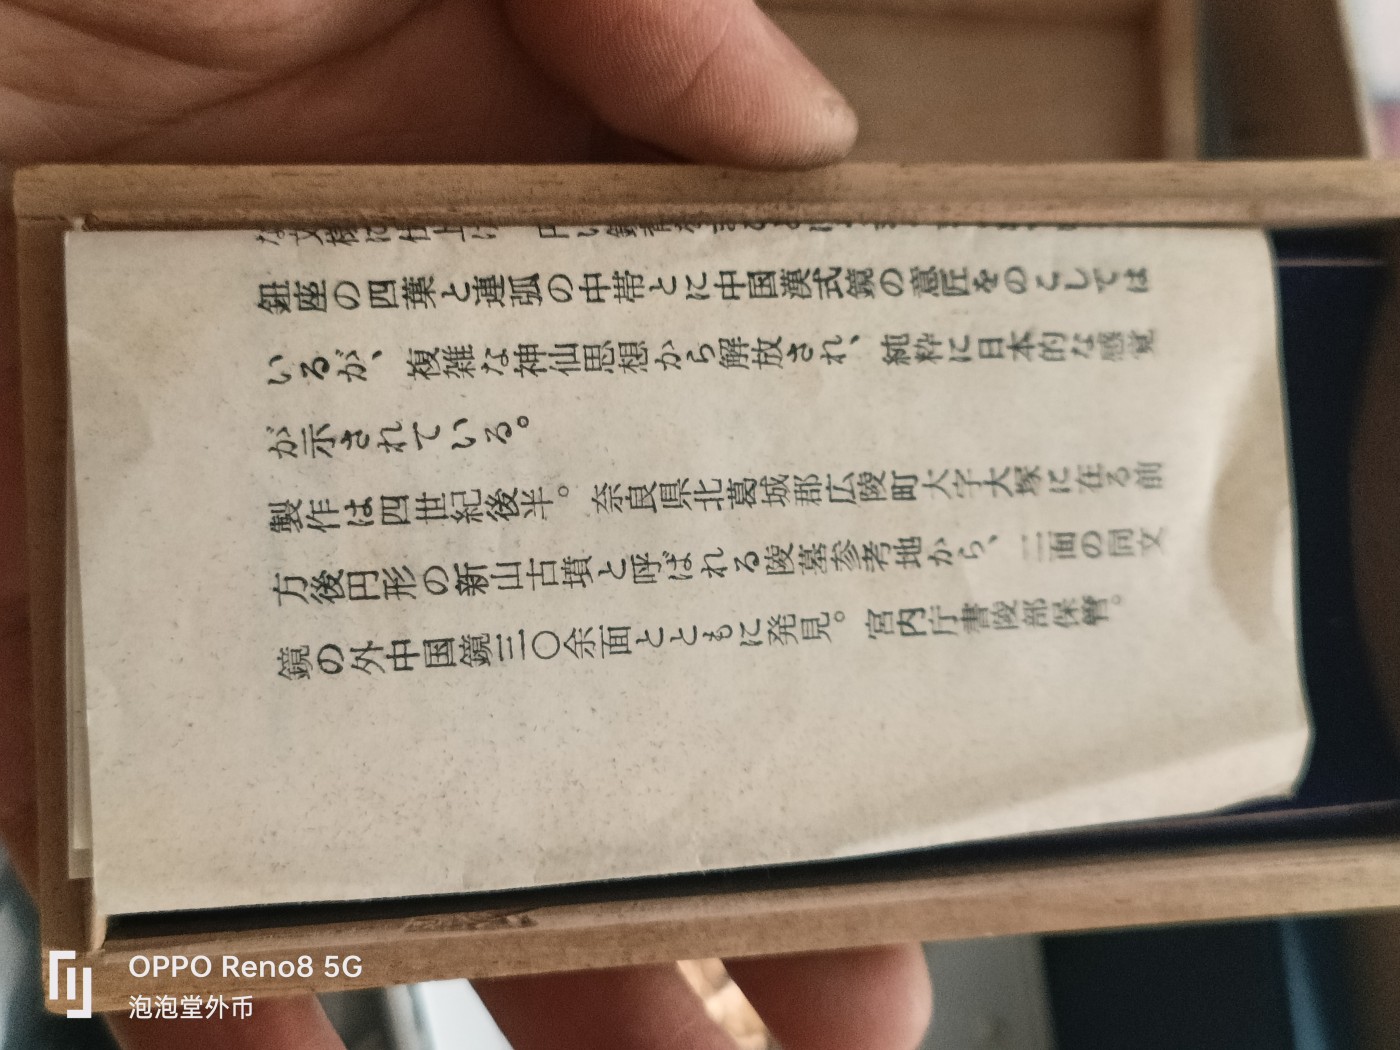 鈕座の四葉と連弧の中帯とに中国漢式鏡の意匠をのこしては
いるが、複雑な神仙思想から解放され、純粋に日本的な感覚
が示されている。
製作は四世紀後半。奈良県北葛城郡広陵町大字大塚に在る前
方後円形の新山古墳と呼ばれる陵墓参考地から、二面の同文
鏡の外中国鏡三〇余面とともに発見。宮内庁書陵部保管。
OPPO Reno8 5G
泡泡堂外币